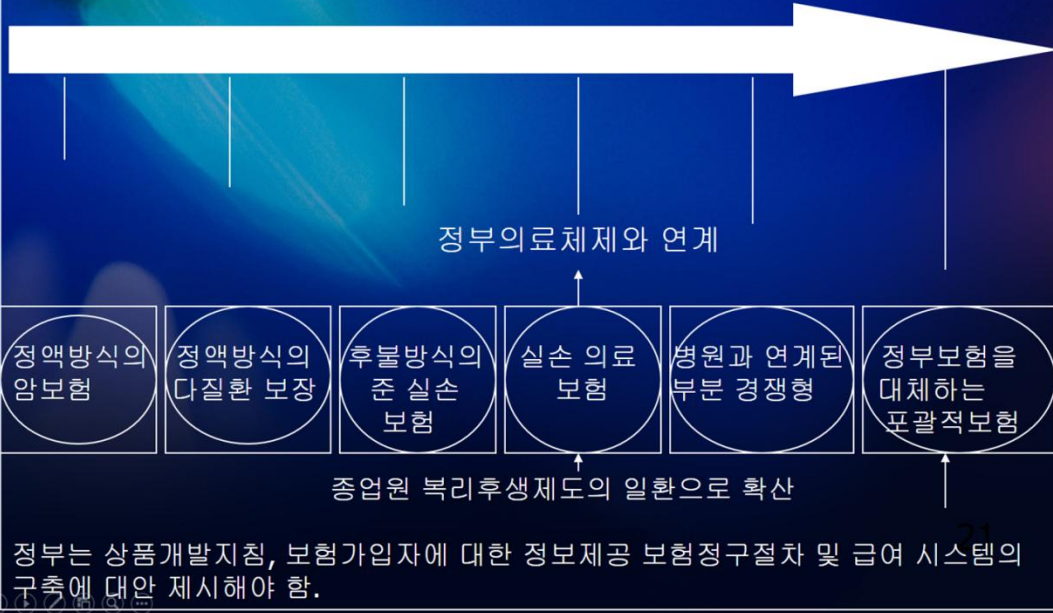 정부의료체제와 연계
정액방식의
암보험
정액방식의
다질환 보장
후불방식의
준 실손
보험
실손 의료
보험
병원과 연계된
부분 경쟁형
정부보험을
대체하는
포괄적보험
종업원 복리후생제도의 일환으로 확산
21
정부는 상품개발지침, 보험가입자에 대한 정보제공 보험정구절차 및 급여 시스템의
구축에 대안 제시해야 함.